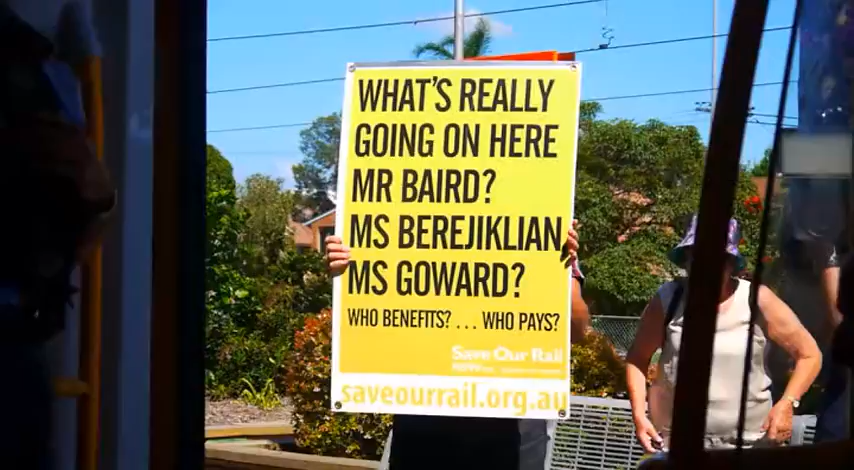 WHAT'S REALLY
GOING ON HERE
MR BAIRD?
MS BEREJIKLIAN,
MS GOWARD?
WHO BENEFITS? ... WHO PAYS?
Save Our Rail
saveourrail.org.au